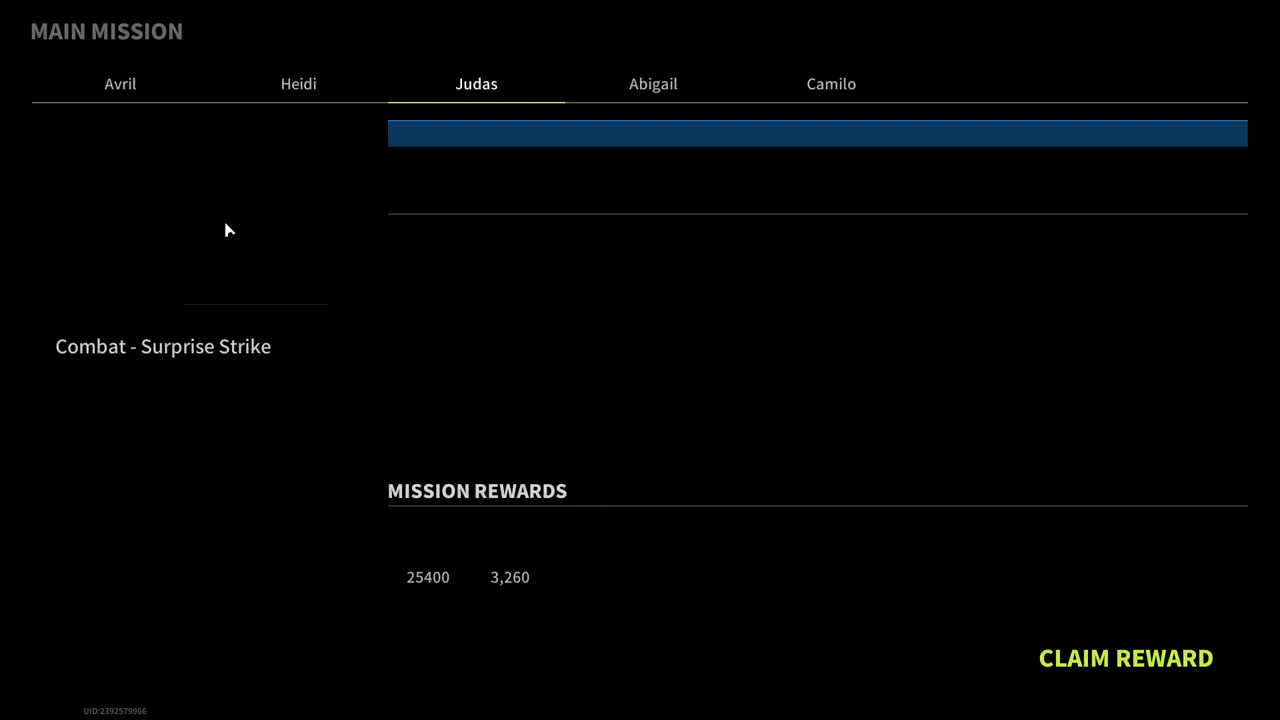 MAIN MISSION
Avril Heidi Judas Abigail Camilo
Combat - Surprise Strike
MISSION REWARDS
25400 3,260
CLAIM REWARD
UID:2392579966